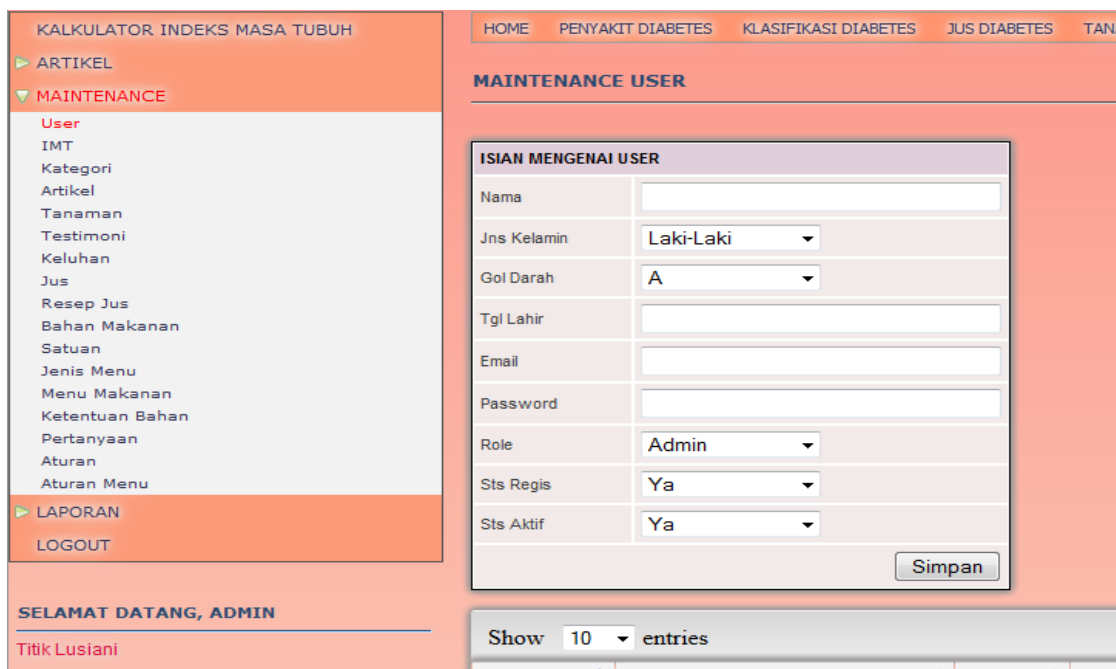 KALKULATOR INDEKS MASA TUBUH
ARTIKEL
MAINTENANCE
User
IMT
Kategori
Artikel
Tanaman
Testimoni
Keluhan
Jus
Resep Jus
Bahan Makanan
Satuan
Jenis Menu
Menu Makanan
Ketentuan Bahan
Pertanyaan
Aturan
Aturan Menu
LAPORAN
LOGOUT
SELAMAT DATANG, ADMIN
Titik Lusiani
HOME PENYAKIT DIABETES KLASIFIKASI DIABETES JUS DIABETES
MAINTENANCE USER
ISIAN MENGENAI USER
Nama
Jns Kelamin Laki-Laki
Gol Darah A
Tgl Lahir
Email
Password
Role Admin
Sts Regis Ya
Sts Aktif Ya
Simpan
Show 10 entries